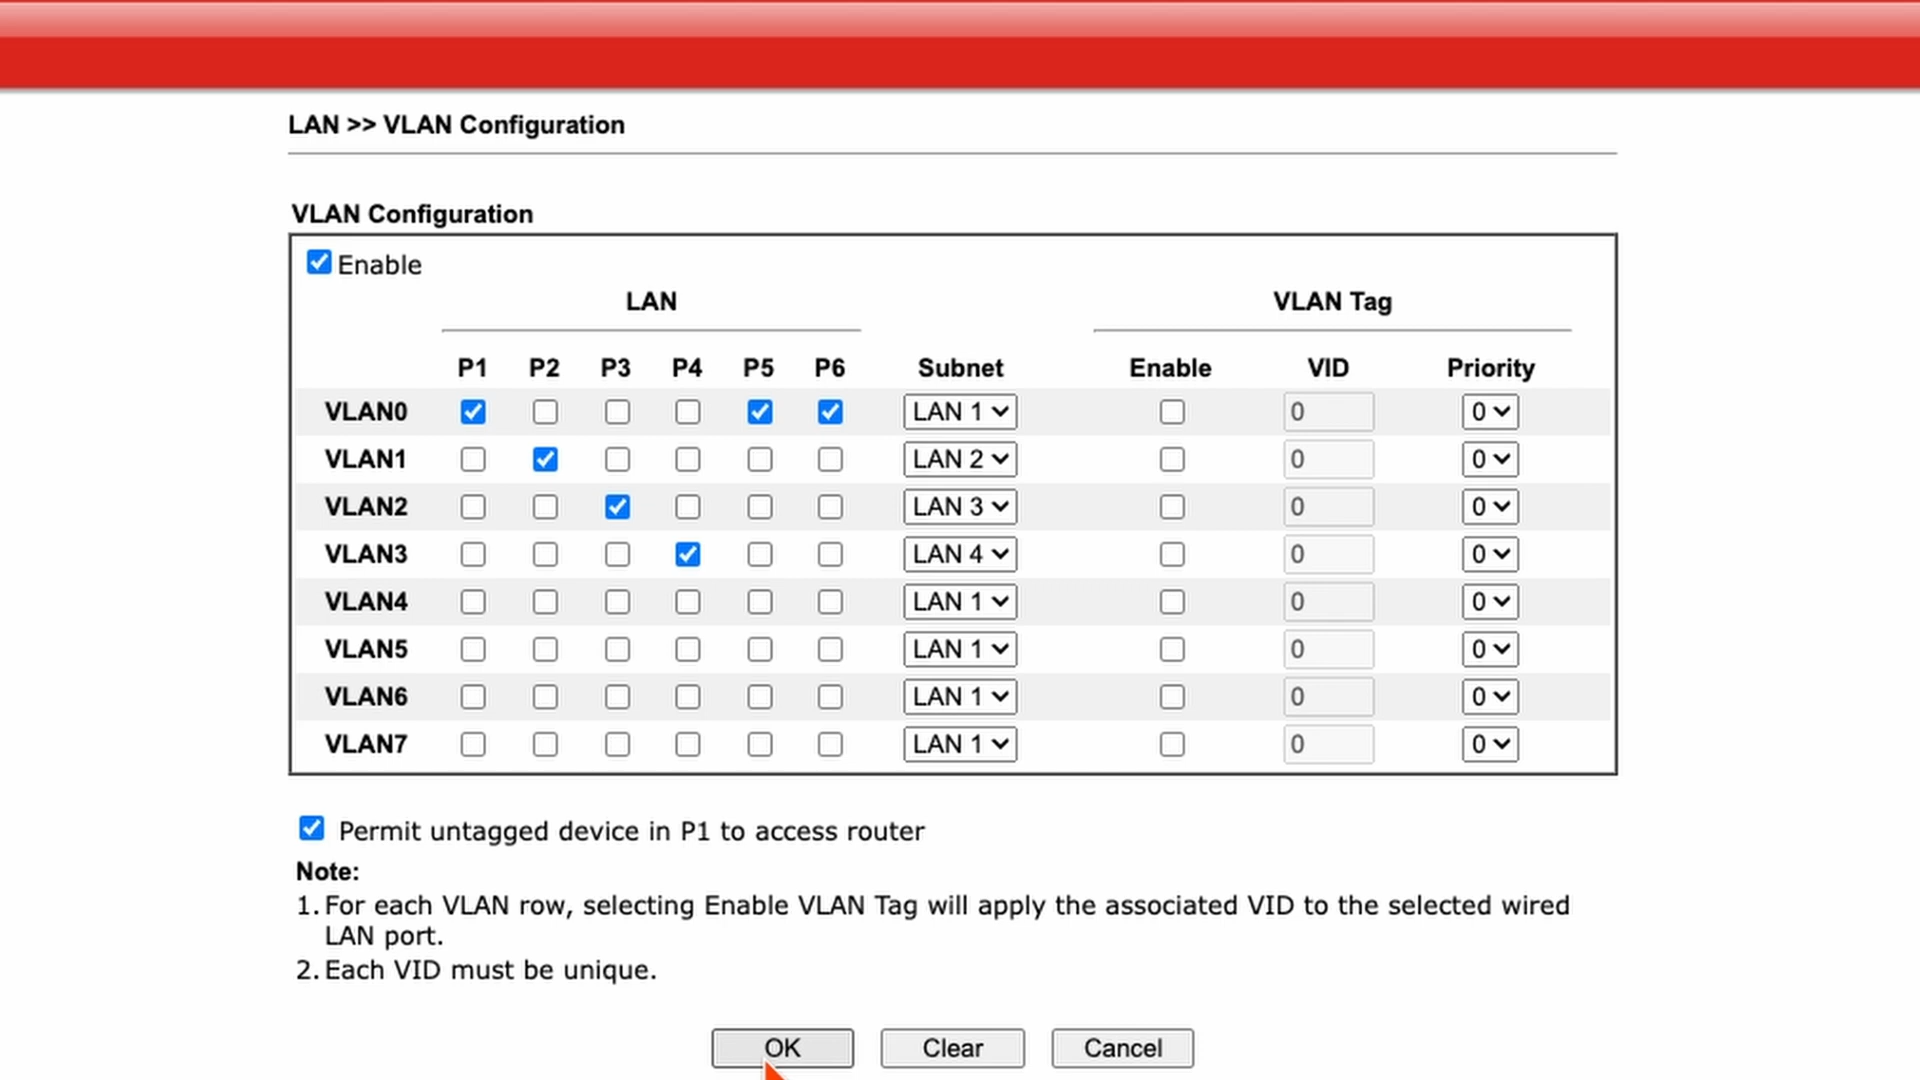 LAN >> VLAN Configuration
VLAN Configuration
Enable
LAN VLAN Tag
P1 P2 P3 P4 P5 P6 Subnet Enable VID Priority
VLAN0 LAN 1 0 0
VLAN1 LAN 2 0 0
VLAN2 LAN 3 0 0
VLAN3 LAN 4 0 0
VLAN4 LAN 1 0 0
VLAN5 LAN 1 0 0
VLAN6 LAN 1 0 0
VLAN7 LAN 1 0 0
Permit untagged device in P1 to access router
Note:
1. For each VLAN row, selecting Enable VLAN Tag will apply the associated VID to the selected wired
LAN port.
2. Each VID must be unique.
OK Clear Cancel